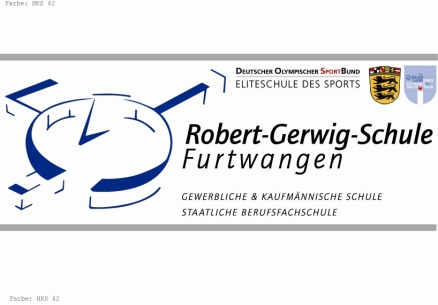 Farbe: HKS 42
DEUTSCHER OLYMPISCHER SPORTBUND
ELITESCHULE DES SPORTS
Robert-Gerwig-Schule
Furtwangen
GEWERBLICHE & KAUFMÄNNISCHE SCHULE
STAATLICHE BERUFSFACHSCHULE
Farbe: HKS 42